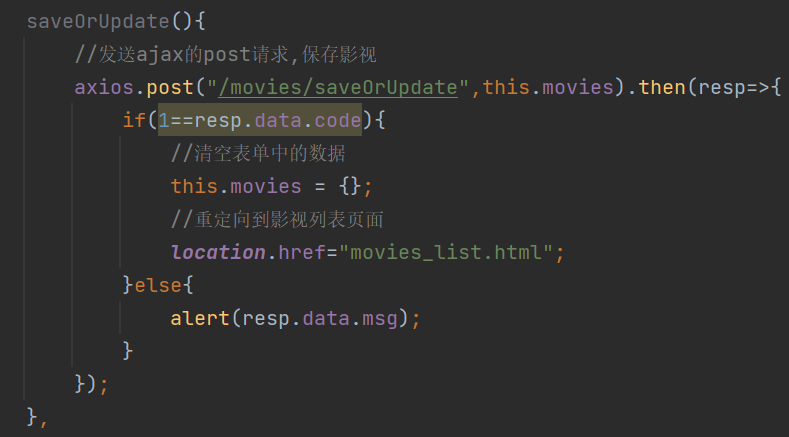 saveOrUpdate(){
//发送ajax的post请求,保存影视
axios.post("/movies/saveOrUpdate",this.movies).then(resp=>{
if(1==resp.data.code){
//清空表单中的数据
this.movies = {};
//重定向到影视列表页面
location.href="movies_list.html";
}else{
alert(resp.data.msg);
}
});
},